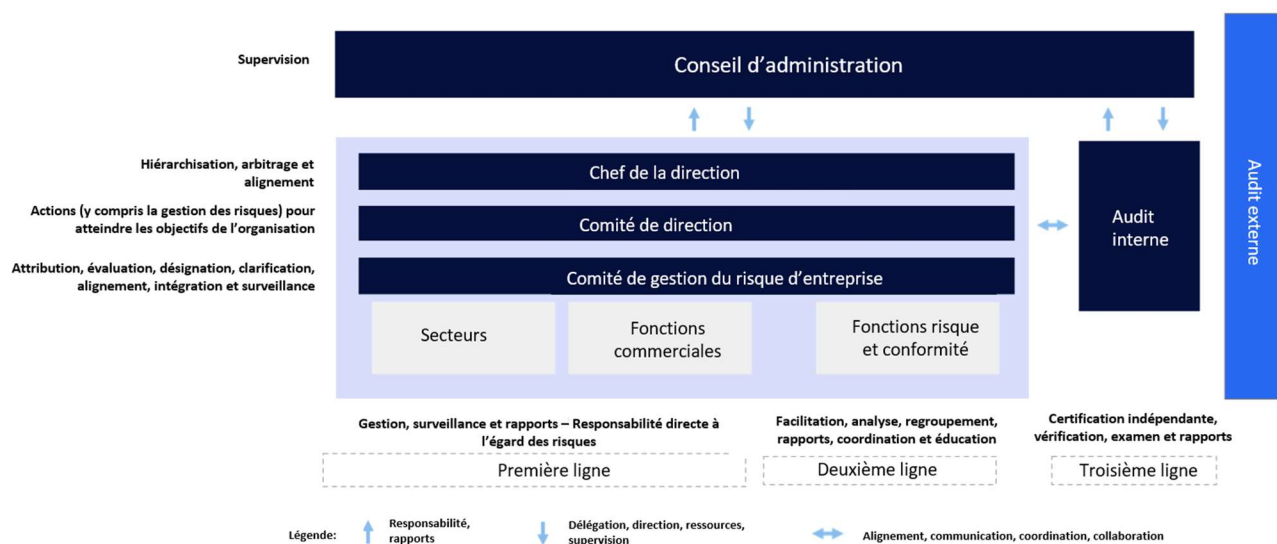 Supervision
Conseil d’administration
Hiérarchisation, arbitrage et
alignement
Chef de la direction
Actions (y compris la gestion des risques) pour
atteindre les objectifs de l’organisation
Comité de direction
Attribution, évaluation, désignation, clarification,
alignement, intégration et surveillance
Comité de gestion du risque d’entreprise
Secteurs
Fonctions
commerciales
Fonctions risque
et conformité
Audit
interne
Audit externe
Gestion, surveillance et rapports – Responsabilité directe à
l’égard des risques
Première ligne
Facilitation, analyse, regroupement,
rapports, coordination et éducation
Deuxième ligne
Certification indépendante,
vérification, examen et rapports
Troisième ligne
Légende:
Responsabilité,
rapports
Délégation, direction, ressources,
supervision
Alignement, communication, coordination, collaboration